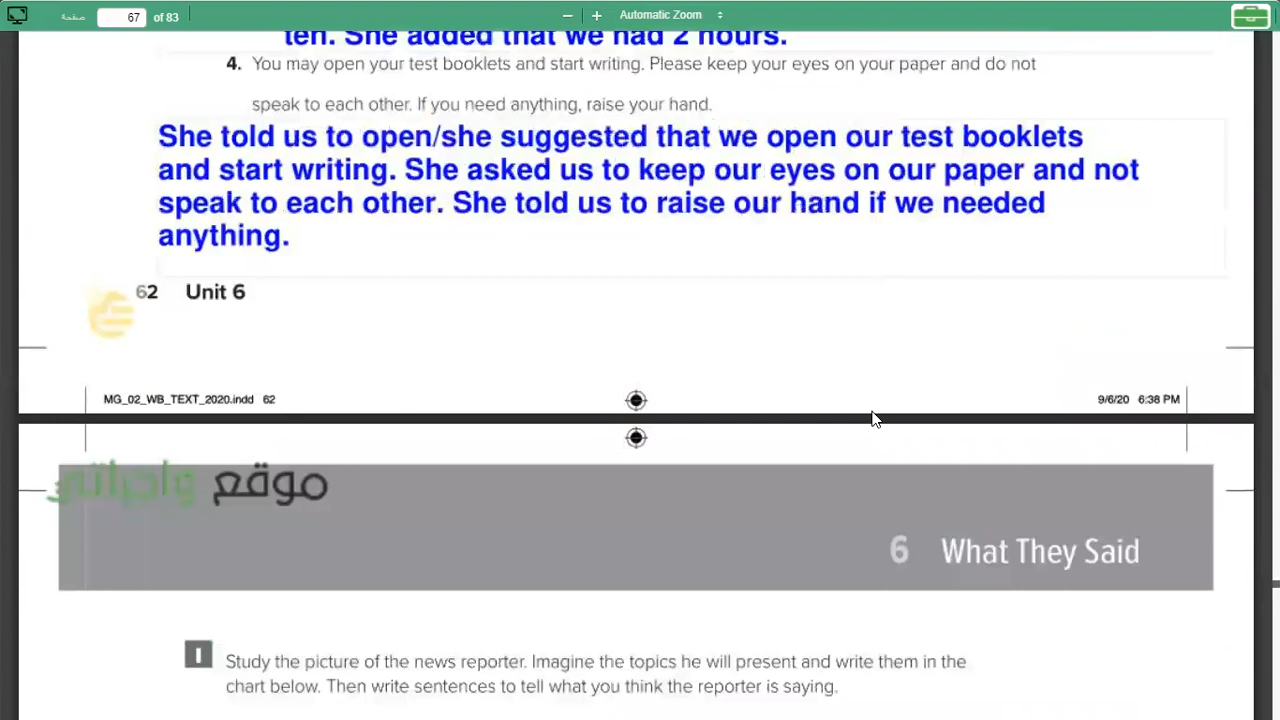 صفحة 67 of 83 Automatic Zoom
ten. She added that we had 2 hours.
4. You may open your test booklets and start writing. Please keep your eyes on your paper and do not
speak to each other. If you need anything, raise your hand.
She told us to open/she suggested that we open our test booklets
and start writing. She asked us to keep our eyes on our paper and not
speak to each other. She told us to raise our hand if we needed
anything.
62 Unit 6
MG_02_WB_TEXT_2020.indd 62 9/6/20 6:38 PM
موقع واجباتي
6 What They Said
I Study the picture of the news reporter. Imagine the topics he will present and write them in the
chart below. Then write sentences to tell what you think the reporter is saying.